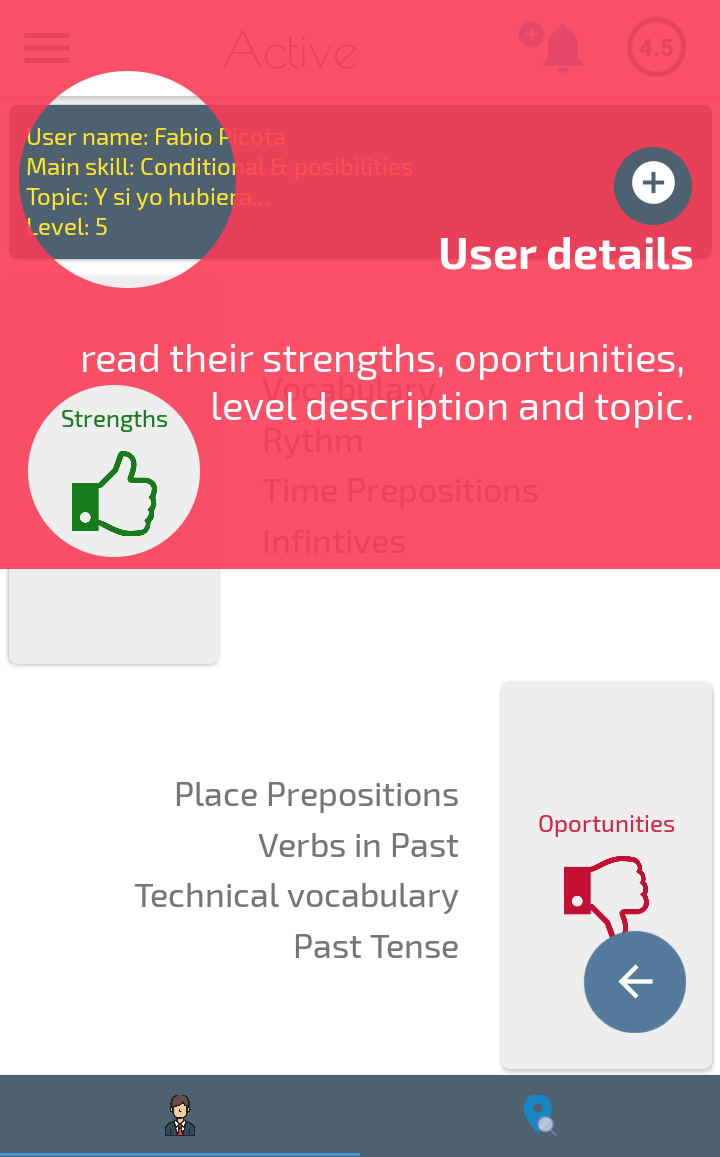 Active
4.5
User name: Fabio Picota
Main skill: Conditional & posibilities
Topic: Y si yo hubiera...
Level: 5
User details
read their strengths, oportunities,
level description and topic.
Strengths
Vocabulary
Rythm
Time Prepositions
Infintives
Place Prepositions
Verbs in Past
Technical vocabulary
Past Tense
Oportunities